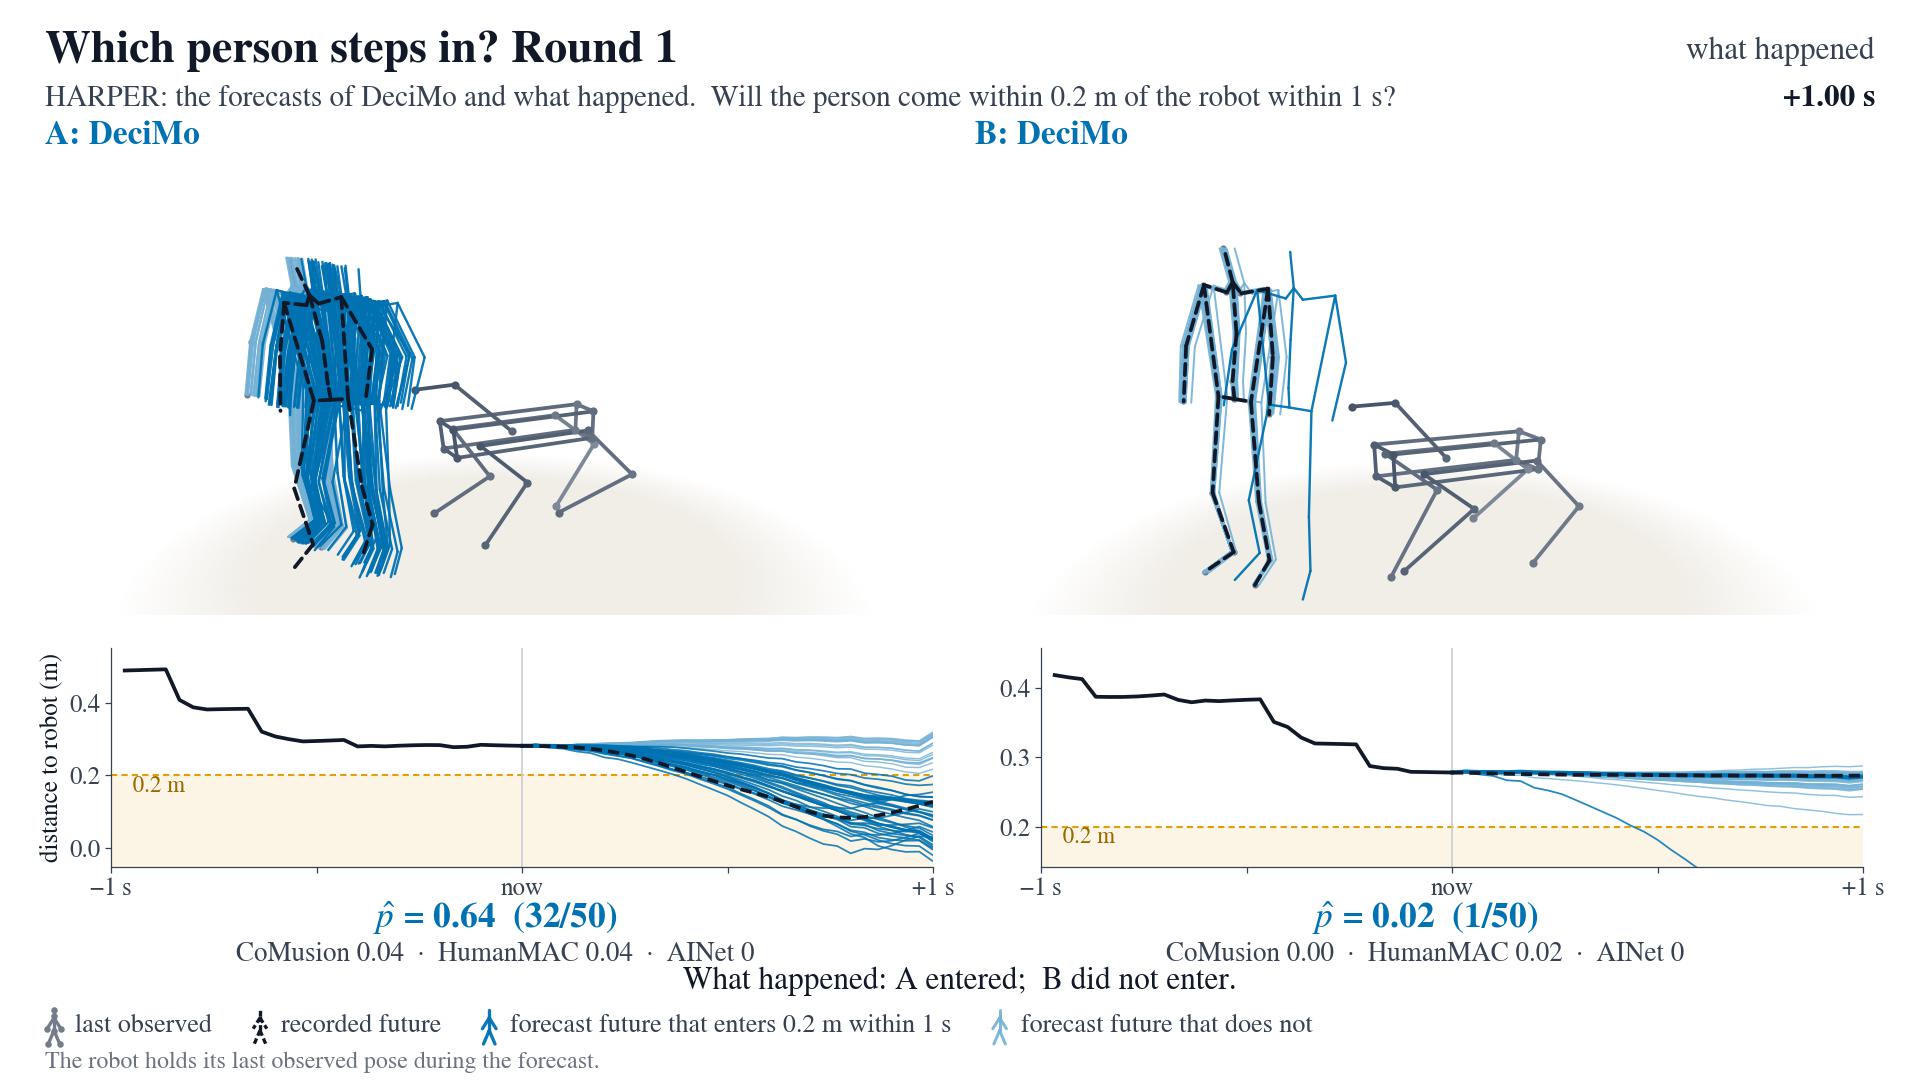 Which person steps in? Round 1
what happened
HARPER: the forecasts of DeciMo and what happened.  Will the person come within 0.2 m of the robot within 1 s?
+1.00 s
A: DeciMo
B: DeciMo
distance to robot (m)
0.4
0.2
0.0
0.2 m
−1 s
now
+1 s
0.4
0.3
0.2
0.2 m
−1 s
now
+1 s
p̂ = 0.64  (32/50)
p̂ = 0.02  (1/50)
CoMusion 0.04  ·  HumanMAC 0.04  ·  AINet 0
CoMusion 0.00  ·  HumanMAC 0.02  ·  AINet 0
What happened: A entered;  B did not enter.
last observed
recorded future
forecast future that enters 0.2 m within 1 s
forecast future that does not
The robot holds its last observed pose during the forecast.